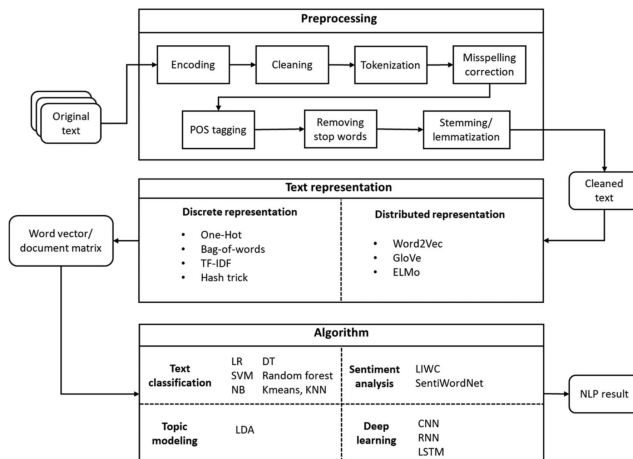 Preprocessing
Encoding
Cleaning
Tokenization
Misspelling
correction
Original
text
POS tagging
Removing
stop words
Stemming/
lemmatization
Cleaned
text
Text representation
Word vector/
document matrix
Discrete representation
• One-Hot
• Bag-of-words
• TF-IDF
• Hash trick
Distributed representation
• Word2Vec
• GloVe
• ELMo
Algorithm
Text
classification
LR DT
SVM Random forest
NB Kmeans, KNN
Sentiment
analysis
LIWC
SentiWordNet
NLP result
Topic
modeling
LDA
Deep
learning
CNN
RNN
LSTM